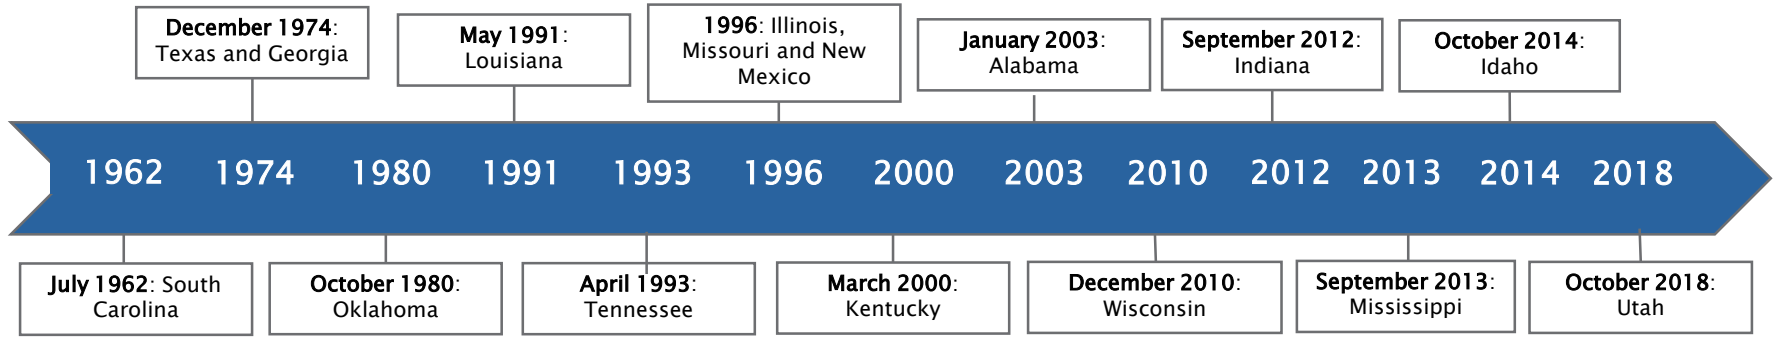 December 1974:
Texas and Georgia
May 1991:
Louisiana
1996: Illinois,
Missouri and New
Mexico
January 2003:
Alabama
September 2012:
Indiana
October 2014:
Idaho
1962 1974 1980 1991 1993 1996 2000 2003 2010 2012 2013 2014 2018
July 1962: South
Carolina
October 1980:
Oklahoma
April 1993:
Tennessee
March 2000:
Kentucky
December 2010:
Wisconsin
September 2013:
Mississippi
October 2018:
Utah